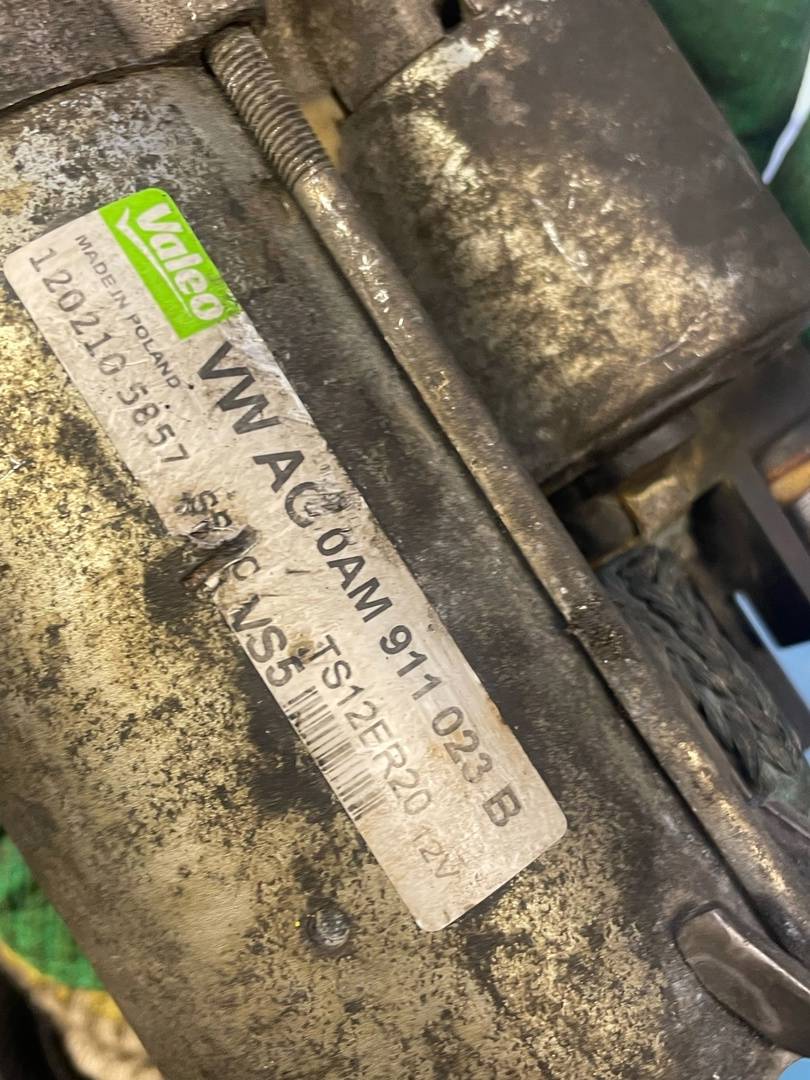 Valeo
MADE IN POLAND
120210 5857
VW AG 0AM 911 023 B
TS12ER20 12V
VS5